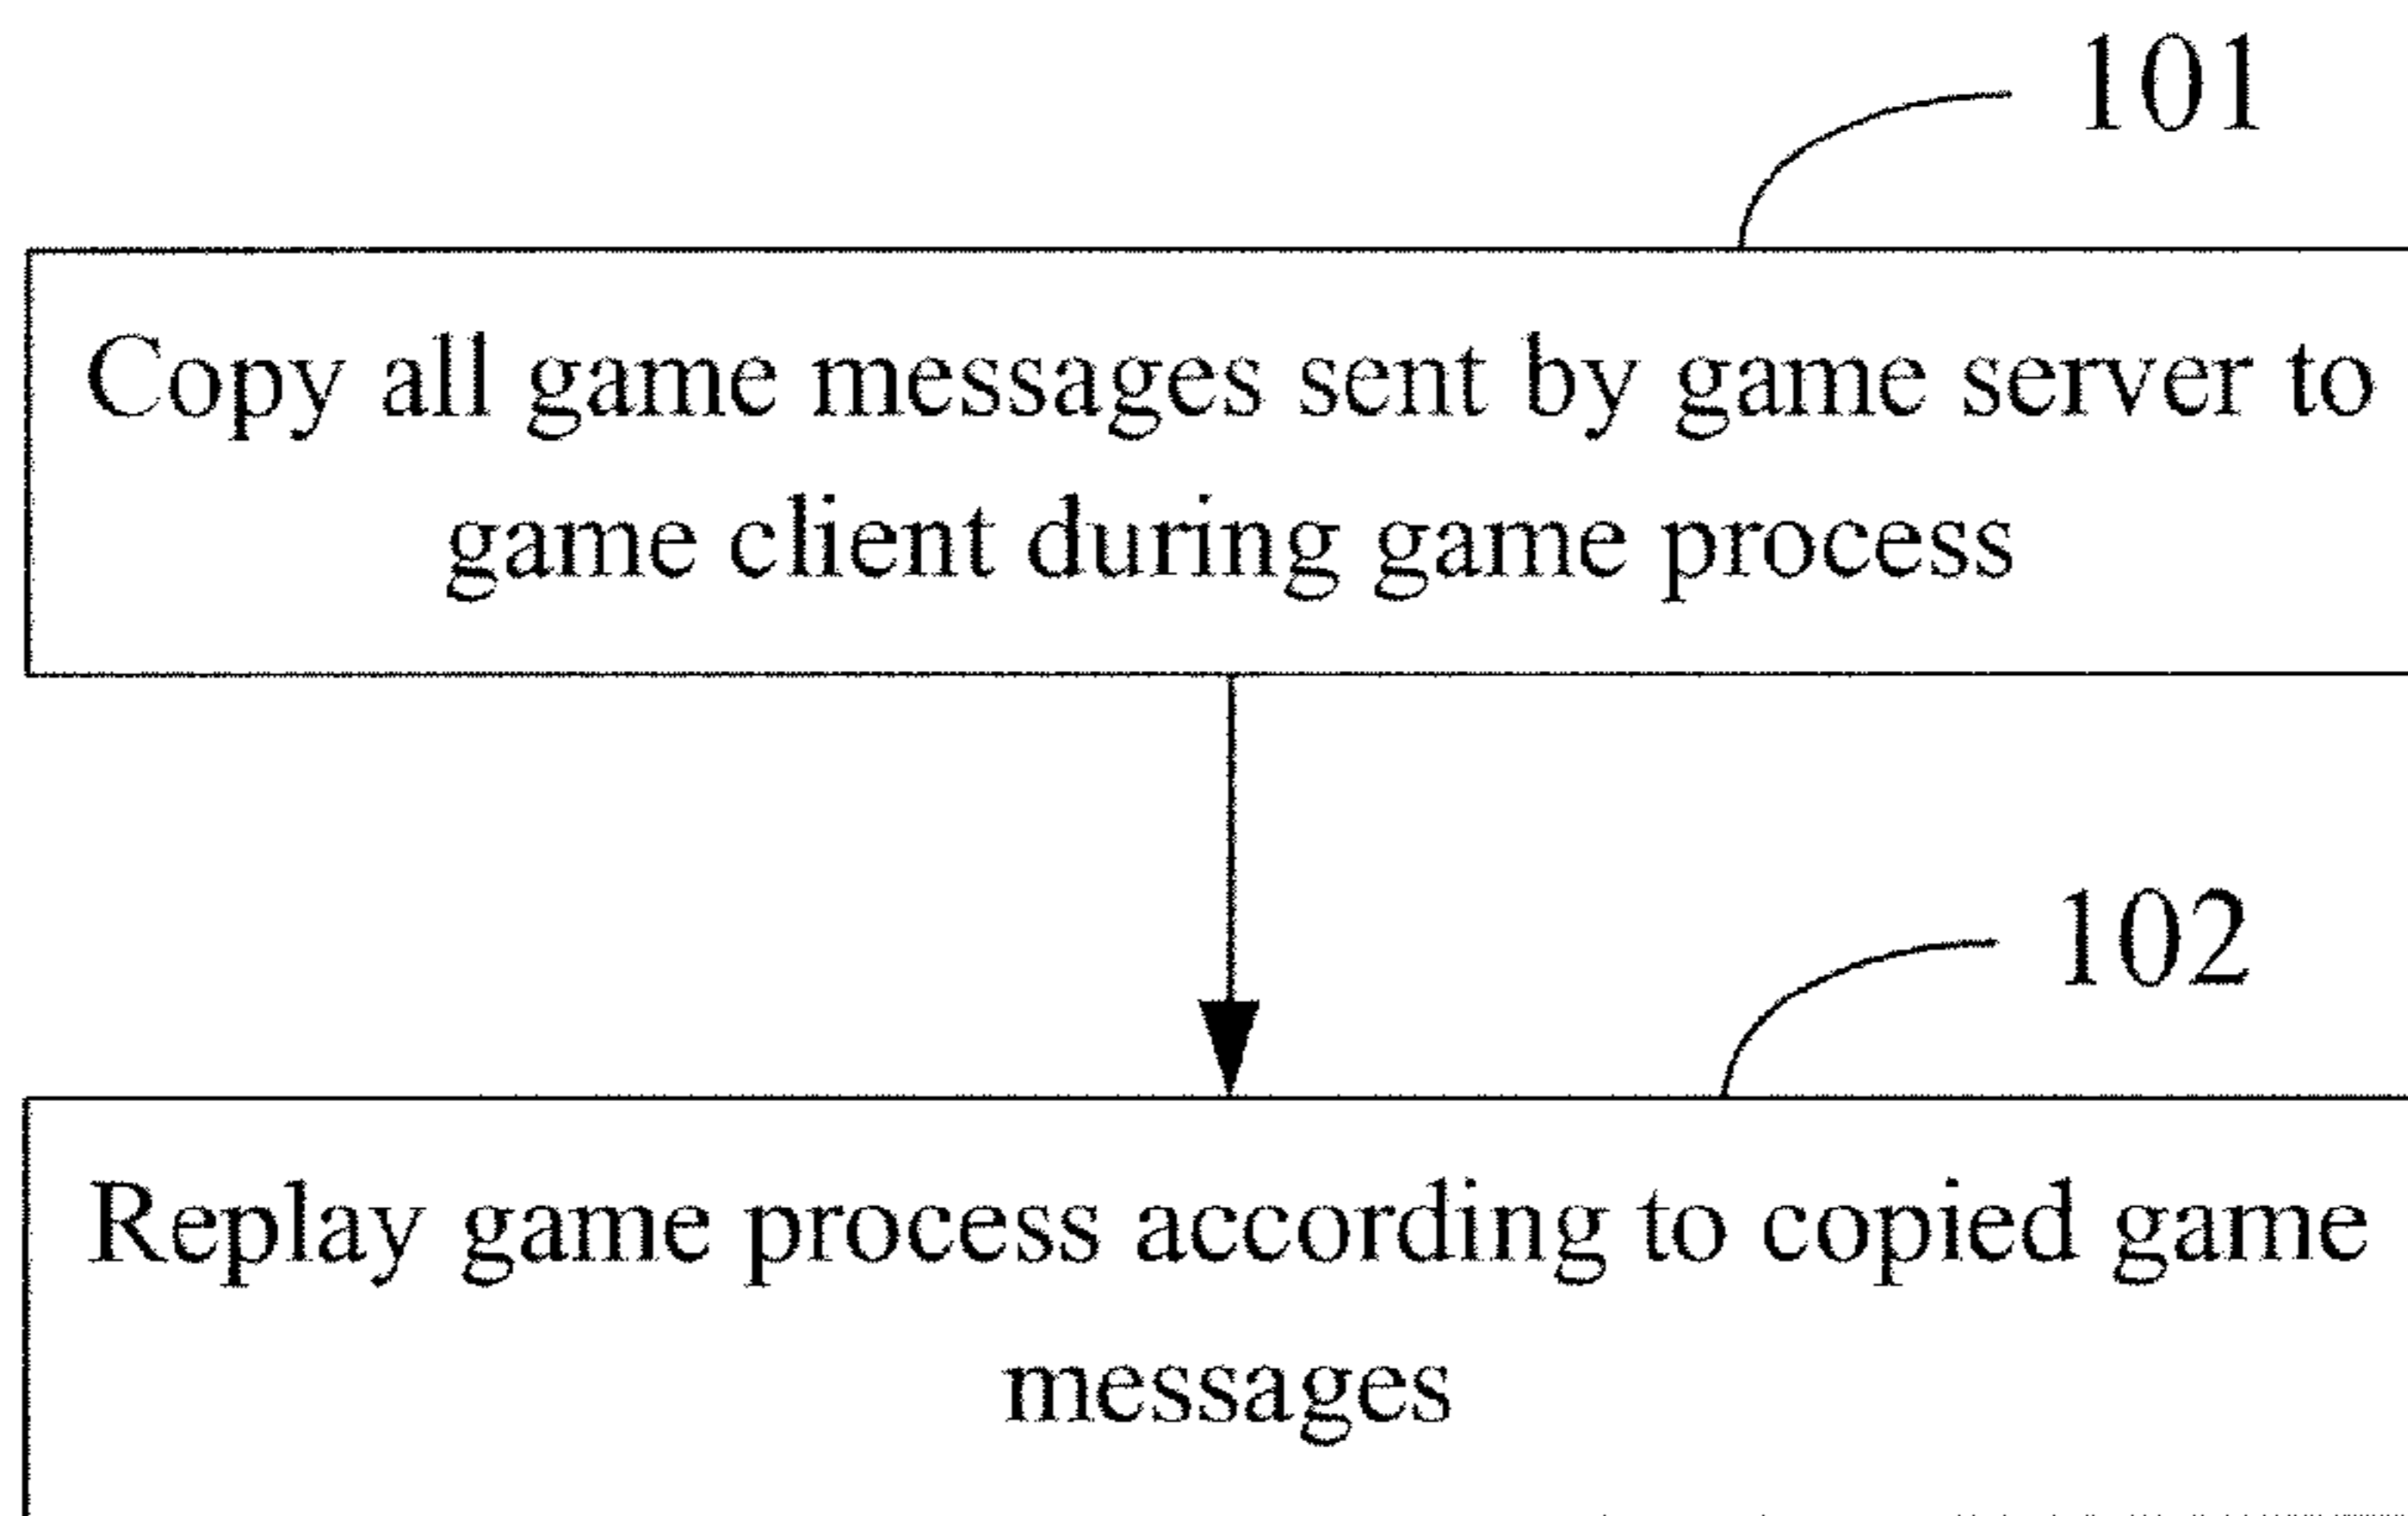 101
Copy all game messages sent by game server to
game client during game process
102
Replay game process according to copied game
messages